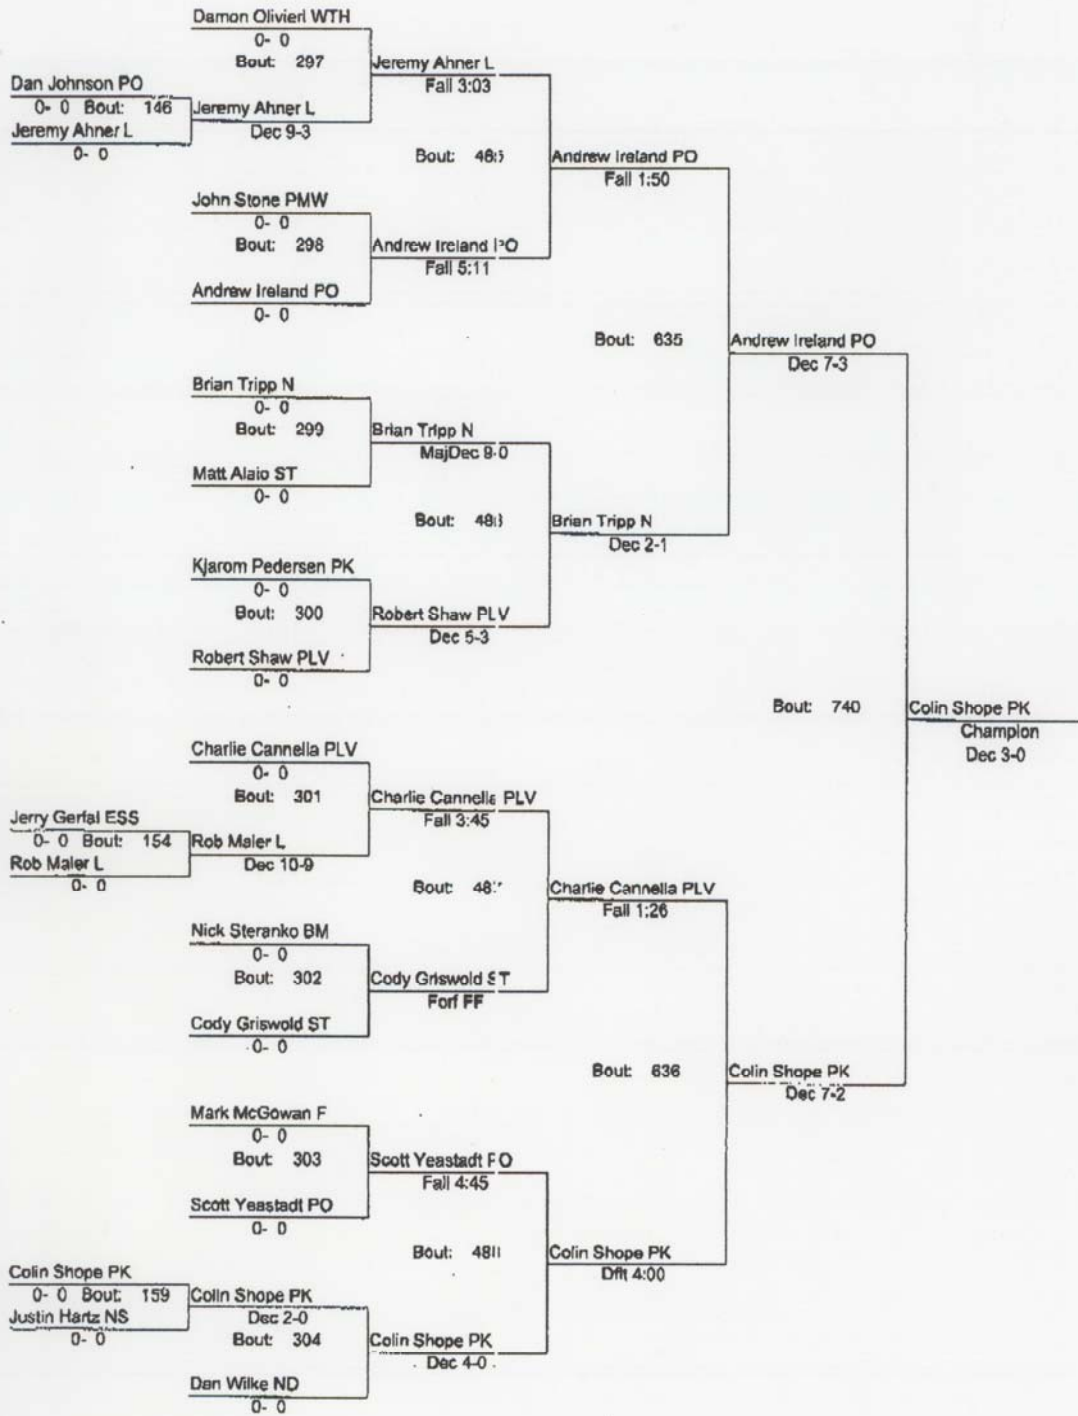 Damon Olivieri WTH
0- 0
Bout: 297
Jeremy Ahner L
Fall 3:03
Dan Johnson PO
0- 0 Bout: 146
Jeremy Ahner L
Dec 9-3
Jeremy Ahner L
0- 0
Bout:
Andrew Ireland PO
Fall 1:50
John Stone PMW
0- 0
Bout: 298
Andrew Ireland PO
Fall 5:11
Andrew Ireland PO
0- 0
Bout: 635
Andrew Ireland PO
Dec 7-3
Brian Tripp N
0- 0
Bout: 299
Brian Tripp N
MajDec
Matt Alaio ST
0- 0
Bout:
Brian Tripp N
Dec 2-1
Kjarom Pedersen PK
0- 0
Bout: 300
Robert Shaw PLV
Dec 5-3
Robert Shaw PLV
0- 0
Bout: 740
Colin Shope PK
Champion
Dec 3-0
Charlie Cannella PLV
0- 0
Bout: 301
Charlie Cannella PLV
Fall 3:45
Jerry Gerfal ESS
0- 0 Bout: 154
Rob Maler L
Dec 10-9
Rob Maler L
0- 0
Bout:
Charlie Cannella PLV
Fall 1:26
Nick Steranko BM
0- 0
Bout: 302
Cody Griswold ST
Forf FF
Cody Griswold ST
0- 0
Bout: 636
Colin Shope PK
Dec 7-2
Mark McGowan F
0- 0
Bout: 303
Scott Yeastadt PO
Fall 4:45
Scott Yeastadt PO
0- 0
Bout:
Colin Shope PK
Dflt 4:00
Colin Shope PK
0- 0 Bout: 159
Colin Shope PK
Dec 2-0
Justin Hartz NS
0- 0
Bout: 304
Colin Shope PK
Dec 4-0
Dan Wilke ND
0- 0